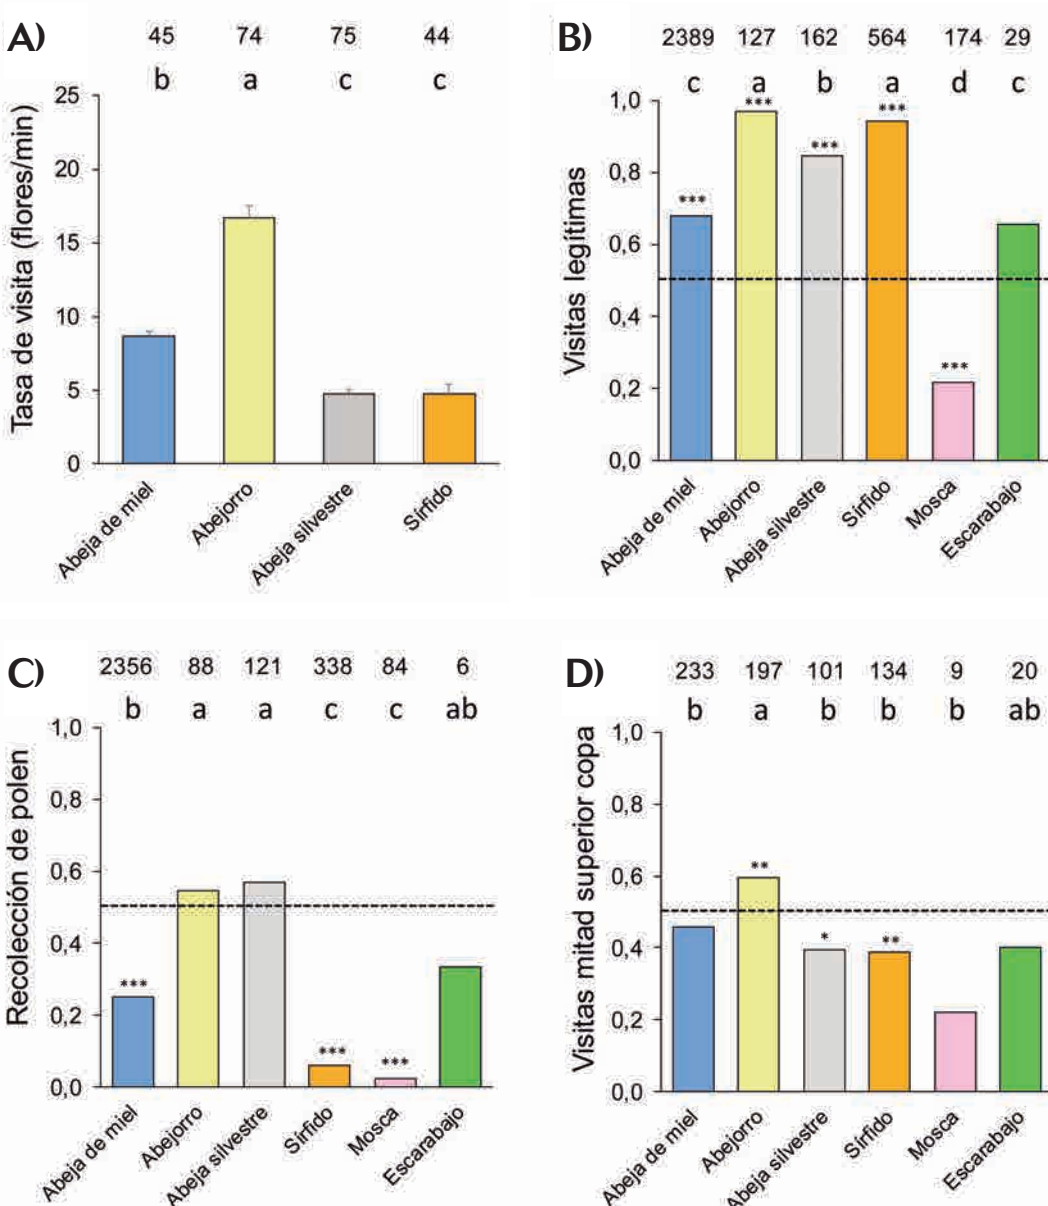 A)
45 74 75 44
b a c c
Tasa de visita (flores/min)
25
20
15
10
5
0
Abeja de miel
Abejorro
Abeja silvestre
Sírfido
B)
2389 127 162 564 174 29
c a b a d c
Visitas legítimas
1,0
0,8
0,6
0,4
0,2
0,0
*** *** *** *** ***
Abeja de miel
Abejorro
Abeja silvestre
Sírfido
Mosca
Escarabajo
C)
2356 88 121 338 84 6
b a a c c ab
Recolección de polen
1,0
0,8
0,6
0,4
0,2
0,0
*** *** ***
Abeja de miel
Abejorro
Abeja silvestre
Sírfido
Mosca
Escarabajo
D)
233 197 101 134 9 20
b a b b b ab
Visitas mitad superior copa
1,0
0,8
0,6
0,4
0,2
0,0
** * **
Abeja de miel
Abejorro
Abeja silvestre
Sírfido
Mosca
Escarabajo